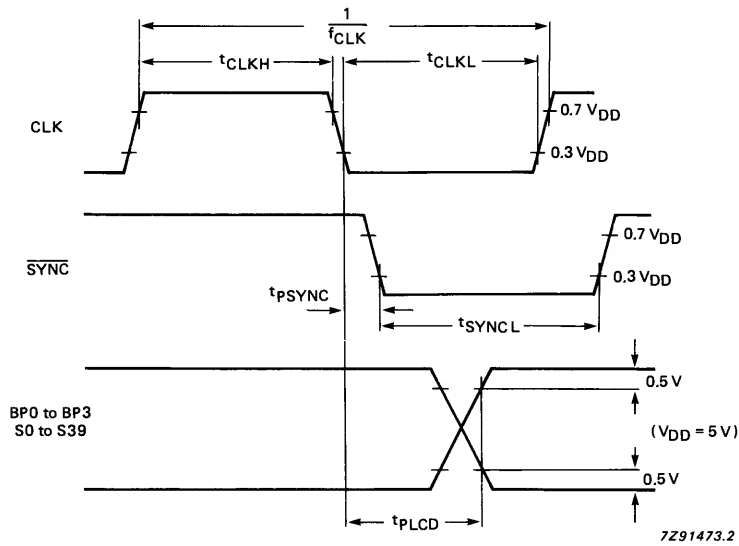 1
fCLK
tCLKH
tCLKL
CLK
0.7 VDD
0.3 VDD
SYNC
0.7 VDD
0.3 VDD
tPSYNC
tSYNCL
BP0 to BP3
S0 to S39
0.5 V
(VDD = 5 V)
0.5 V
tPLCD
7Z91473.2